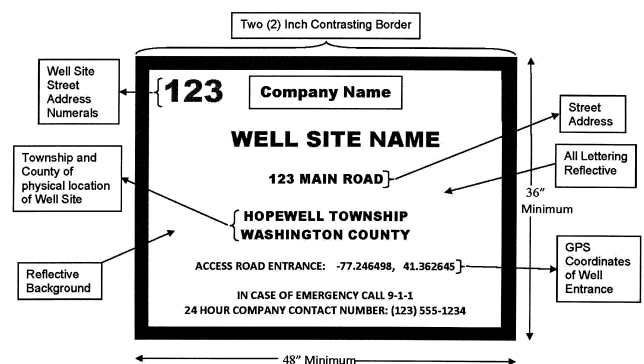 Two (2) Inch Contrasting Border
Well Site
Street
Address
Numerals
123
Company Name
WELL SITE NAME
Street
Address
123 MAIN ROAD
All Lettering
Reflective
Township and
County of
physical location
of Well Site
36”
Minimum
HOPEWELL TOWNSHIP
WASHINGTON COUNTY
GPS
Coordinates
of Well
Entrance
ACCESS ROAD ENTRANCE: -77.246498, 41.362645
Reflective
Background
IN CASE OF EMERGENCY CALL 9-1-1
24 HOUR COMPANY CONTACT NUMBER: (123) 555-1234
48” Minimum